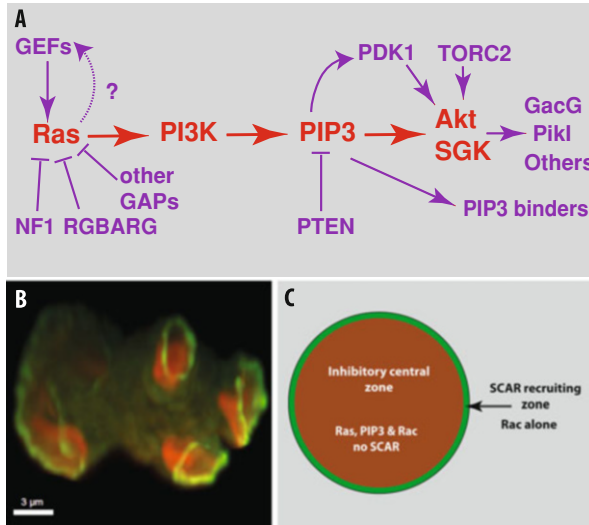 A
GEFs
?
PDK1
TORC2
Ras
PI3K
PIP3
Akt
SGK
GacG
PikI
Others
other
GAPs
NF1
RGBARG
PTEN
PIP3 binders
B
3 µm
C
Inhibitory central
zone
Ras, PIP3 & Rac
no SCAR
SCAR recruiting
zone
Rac alone